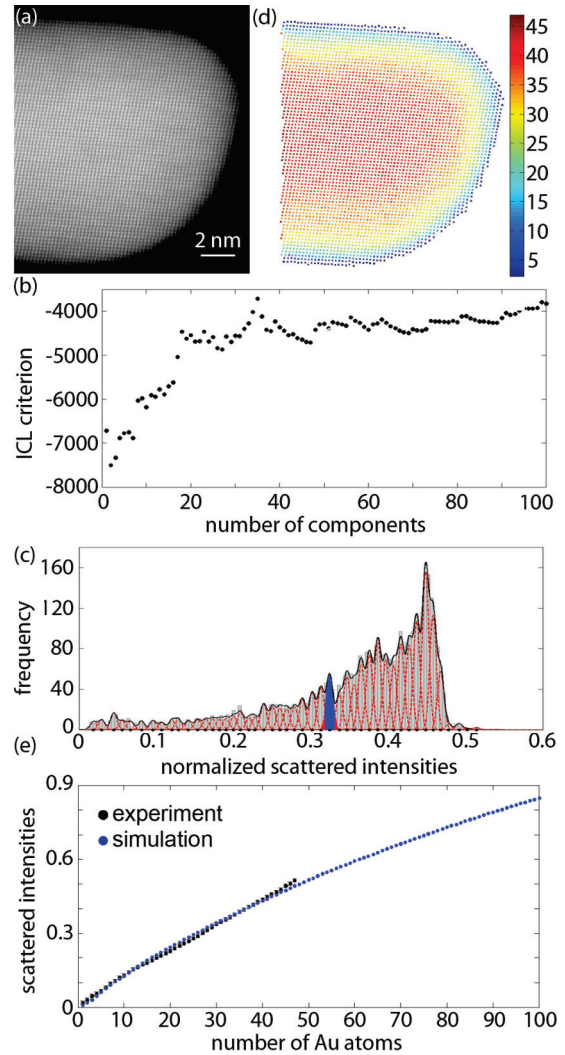 (a)
2 nm
(d)
45
40
35
30
25
20
15
10
5
(b)
ICL criterion
-4000
-5000
-6000
-7000
-8000
0 20 40 60 80 100
number of components
(c)
frequency
160
120
80
40
0
0 0.1 0.2 0.3 0.4 0.5 0.6
normalized scattered intensities
(e)
scattered intensities
0.9
0.6
0.3
0
experiment
simulation
0 10 20 30 40 50 60 70 80 90 100
number of Au atoms